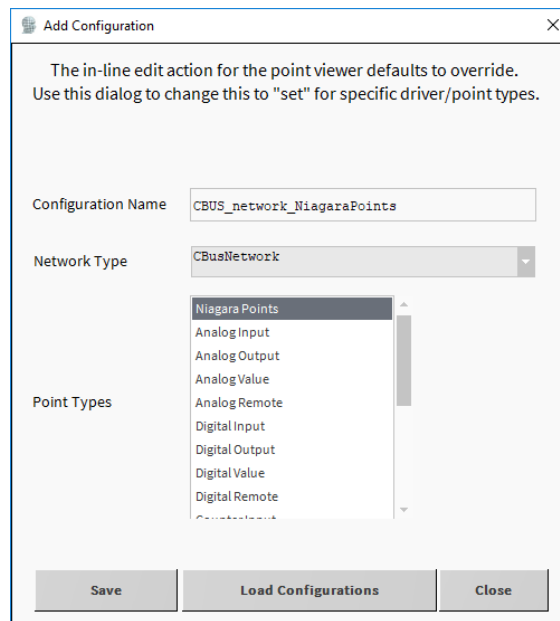 Add Configuration
The in-line edit action for the point viewer defaults to override.
Use this dialog to change this to "set" for specific driver/point types.
Configuration Name
CBUS_network_NiagaraPoints
Network Type
CBusNetwork
Point Types
Niagara Points
Analog Input
Analog Output
Analog Value
Analog Remote
Digital Input
Digital Output
Digital Value
Digital Remote
Counter Input
Save
Load Configurations
Close